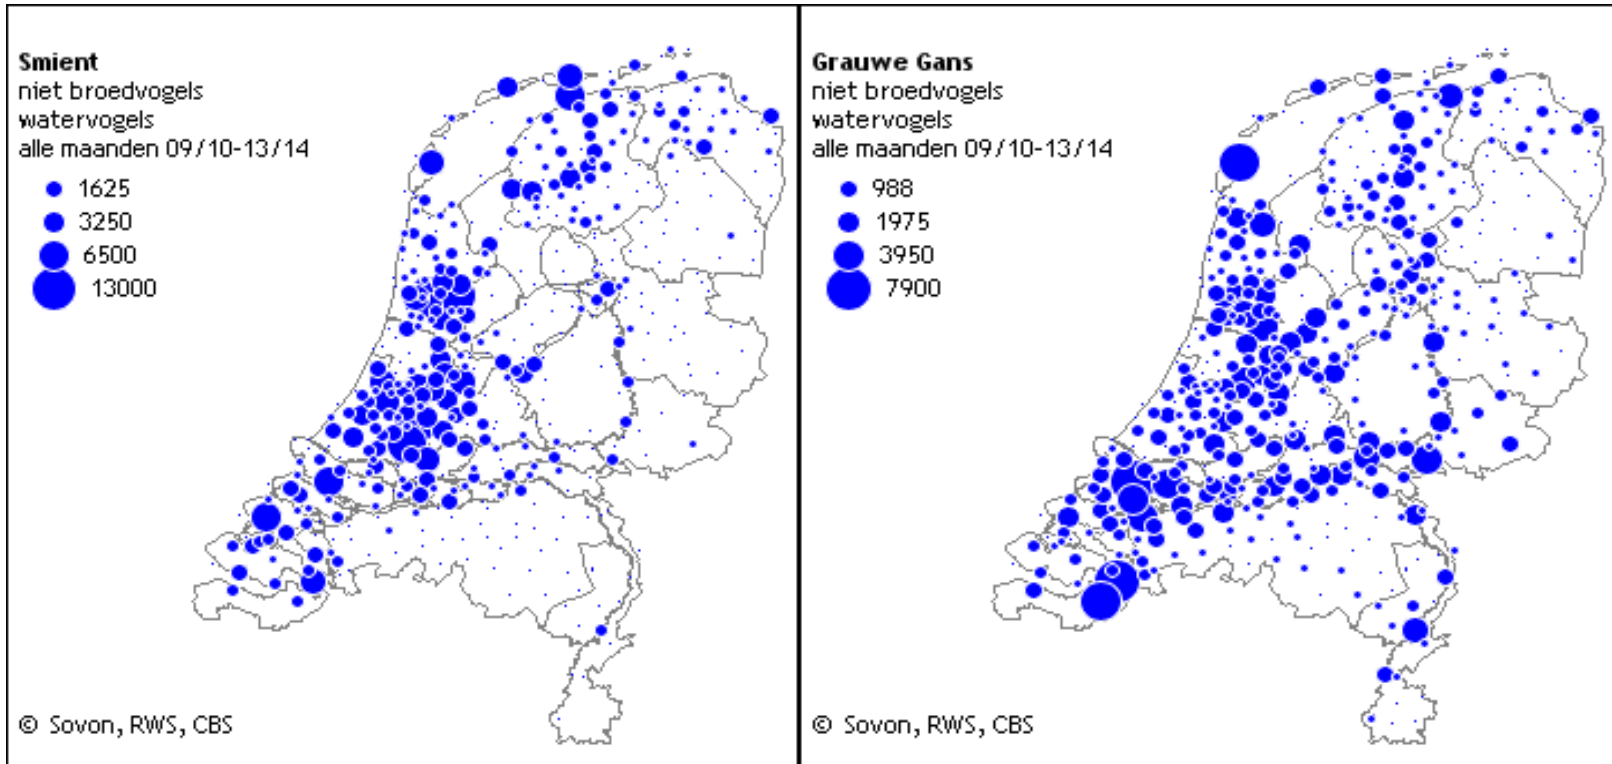 Smient
niet broedvogels
watervogels
alle maanden 09/10-13/14
1625
3250
6500
13000
© Sovon, RWS, CBS
Grauwe Gans
niet broedvogels
watervogels
alle maanden 09/10-13/14
988
1975
3950
7900
© Sovon, RWS, CBS